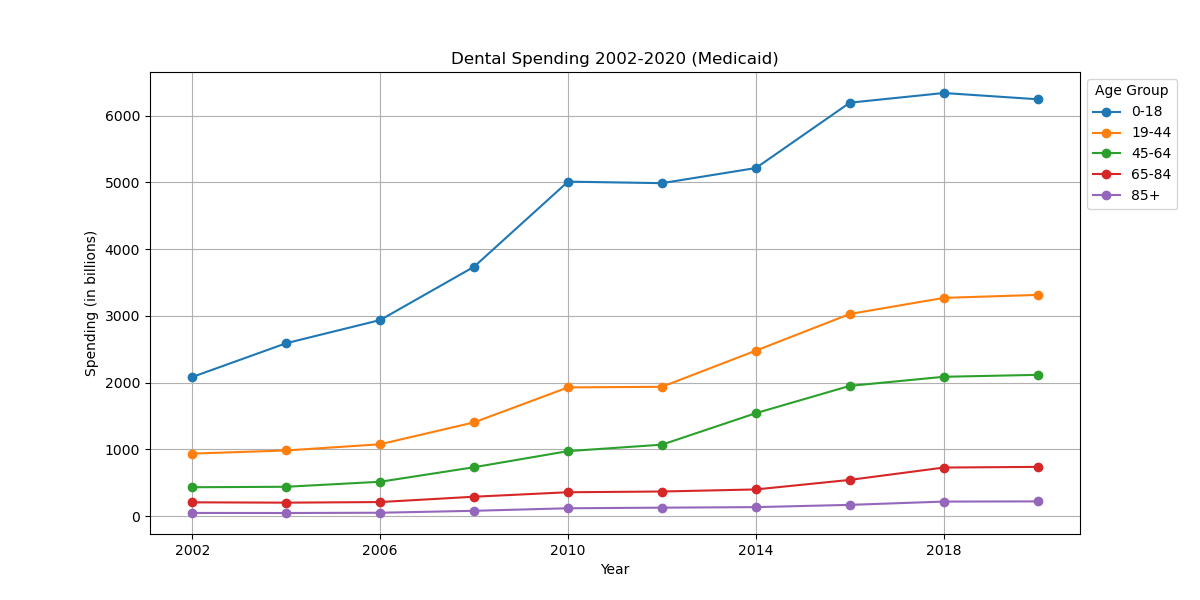 Dental Spending 2002-2020 (Medicaid)
Age Group
0-18
19-44
45-64
65-84
85+
6000
5000
4000
3000
2000
1000
0
Spending (in billions)
2002 2006 2010 2014 2018
Year